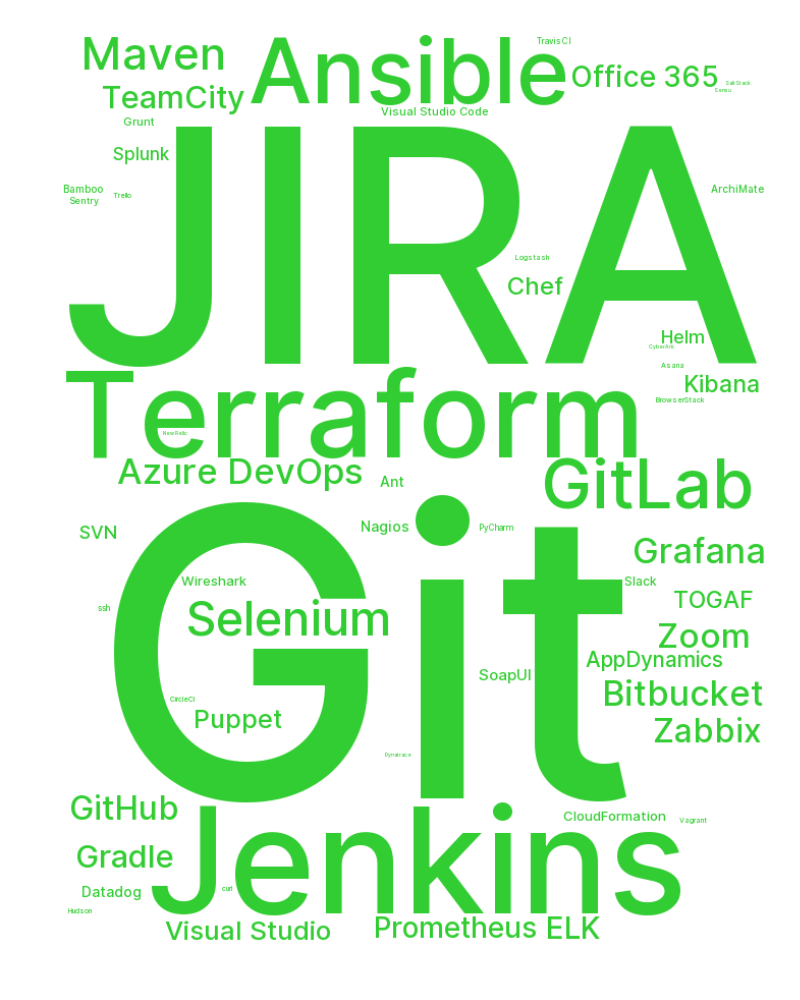 Maven
Ansible
TravisCI
TeamCity
Office 365
SaltStack
Sensu
Visual Studio Code
Grunt
JIRA
Splunk
Bamboo
Sentry
Trello
ArchiMate
Logstash
Chef
Helm
CyberArk
Asana
Kibana
BrowserStack
Terraform
New Relic
Azure DevOps
Ant
GitLab
Git
SVN
Nagios
PyCharm
Grafana
Wireshark
Slack
ssh
Selenium
TOGAF
Zoom
AppDynamics
SoapUI
CircleCI
Bitbucket
Puppet
Zabbix
Dynatrace
GitHub
Jenkins
CloudFormation
Vagrant
Gradle
Datadog
curl
Hudson
Visual Studio
Prometheus
ELK